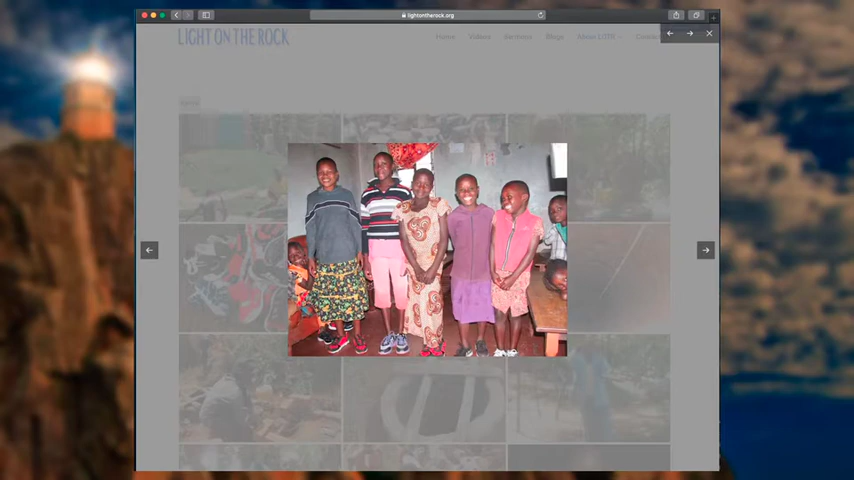 lightontherock.org
LIGHT ON THE ROCK
Home Videos Sermons Blogs About LOTR